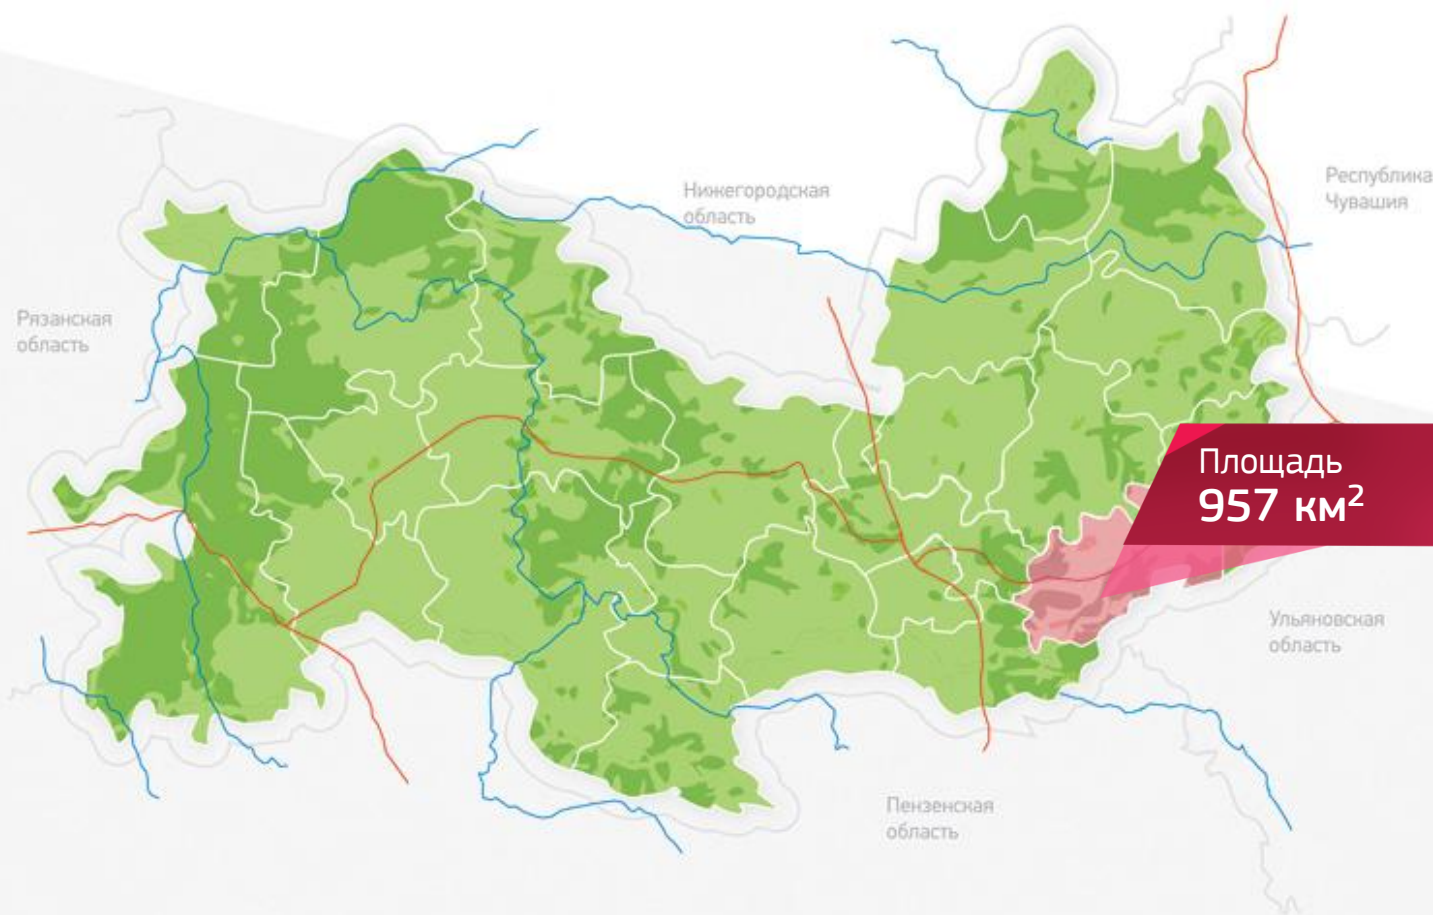 Нижегородская
область
Республика
Чувашия
Рязанская
область
Площадь
957 км²
Ульяновская
область
Пензенская
область